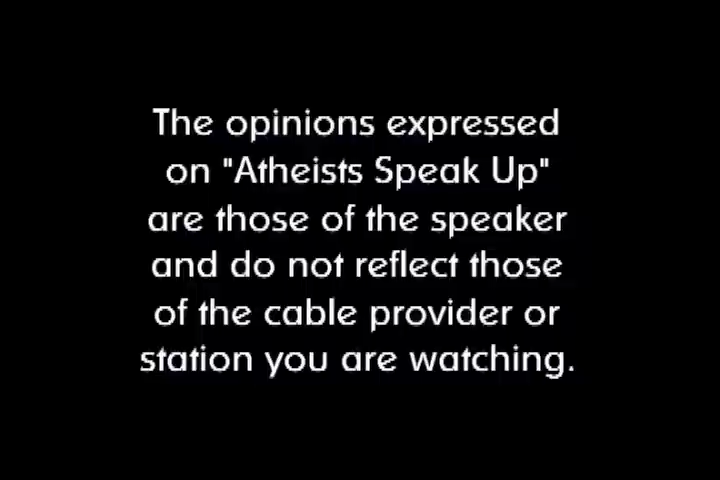 The opinions expressed
on "Atheists Speak Up"
are those of the speaker
and do not reflect those
of the cable provider or
station you are watching.